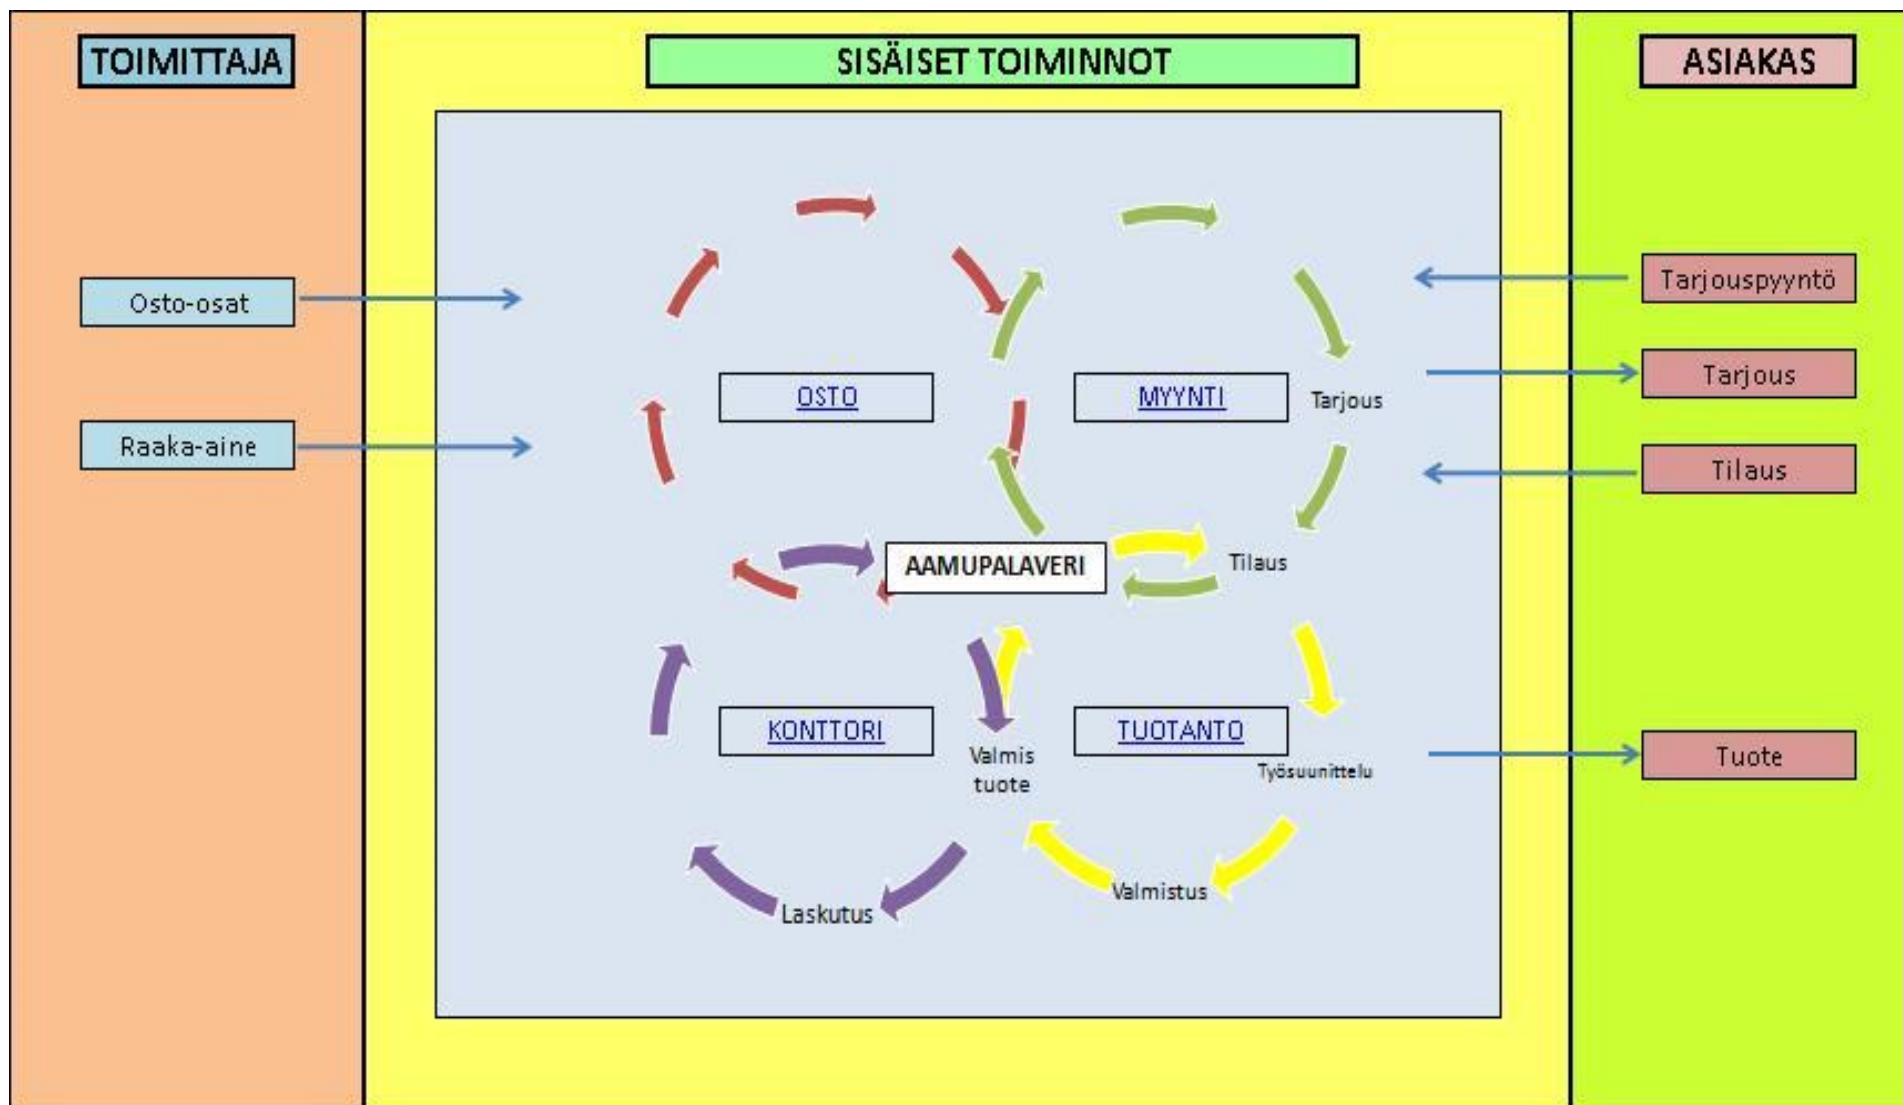 TOIMITTAJA
SISÄISET TOIMINNOT
ASIAKAS
Osto-osat
Raaka-aine
OSTO
MYYNTI
Tarjous
AAMUPALAVERI
Tilaus
KONTTORI
TUOTANTO
Valmis
tuote
Työsuunittelu
Valmistus
Laskutus
Tarjouspyyntö
Tarjous
Tilaus
Tuote